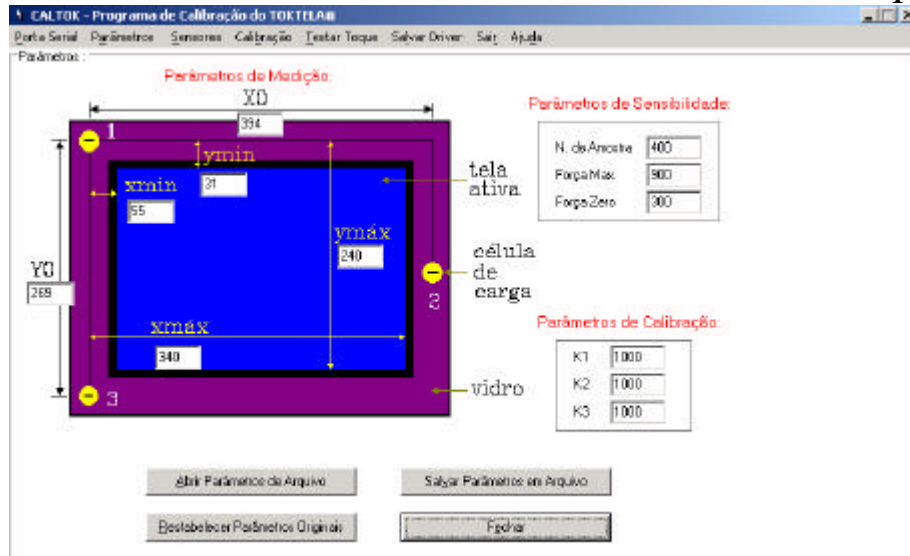 CALTOK - Programa de Calibração do TOKTELA
Porta Serial Parâmetros Sensores Calibração Testar Toque Salvar Driver Sair Ajuda
Parâmetros:
Parâmetros de Medição:
X0
394
1
ymin
31
xmin
55
tela
ativa
ymáx
240
Y0
269
célula
de
carga
2
xmáx
340
vidro
3
Parâmetros de Sensibilidade:
N. de Amostra 400
Força Max 900
Força Zero 300
Parâmetros de Calibração:
K1 1000
K2 1000
K3 1000
Abrir Parâmetros de Arquivo
Salvar Parâmetros em Arquivo
Restabelecer Parâmetros Originais
Fechar